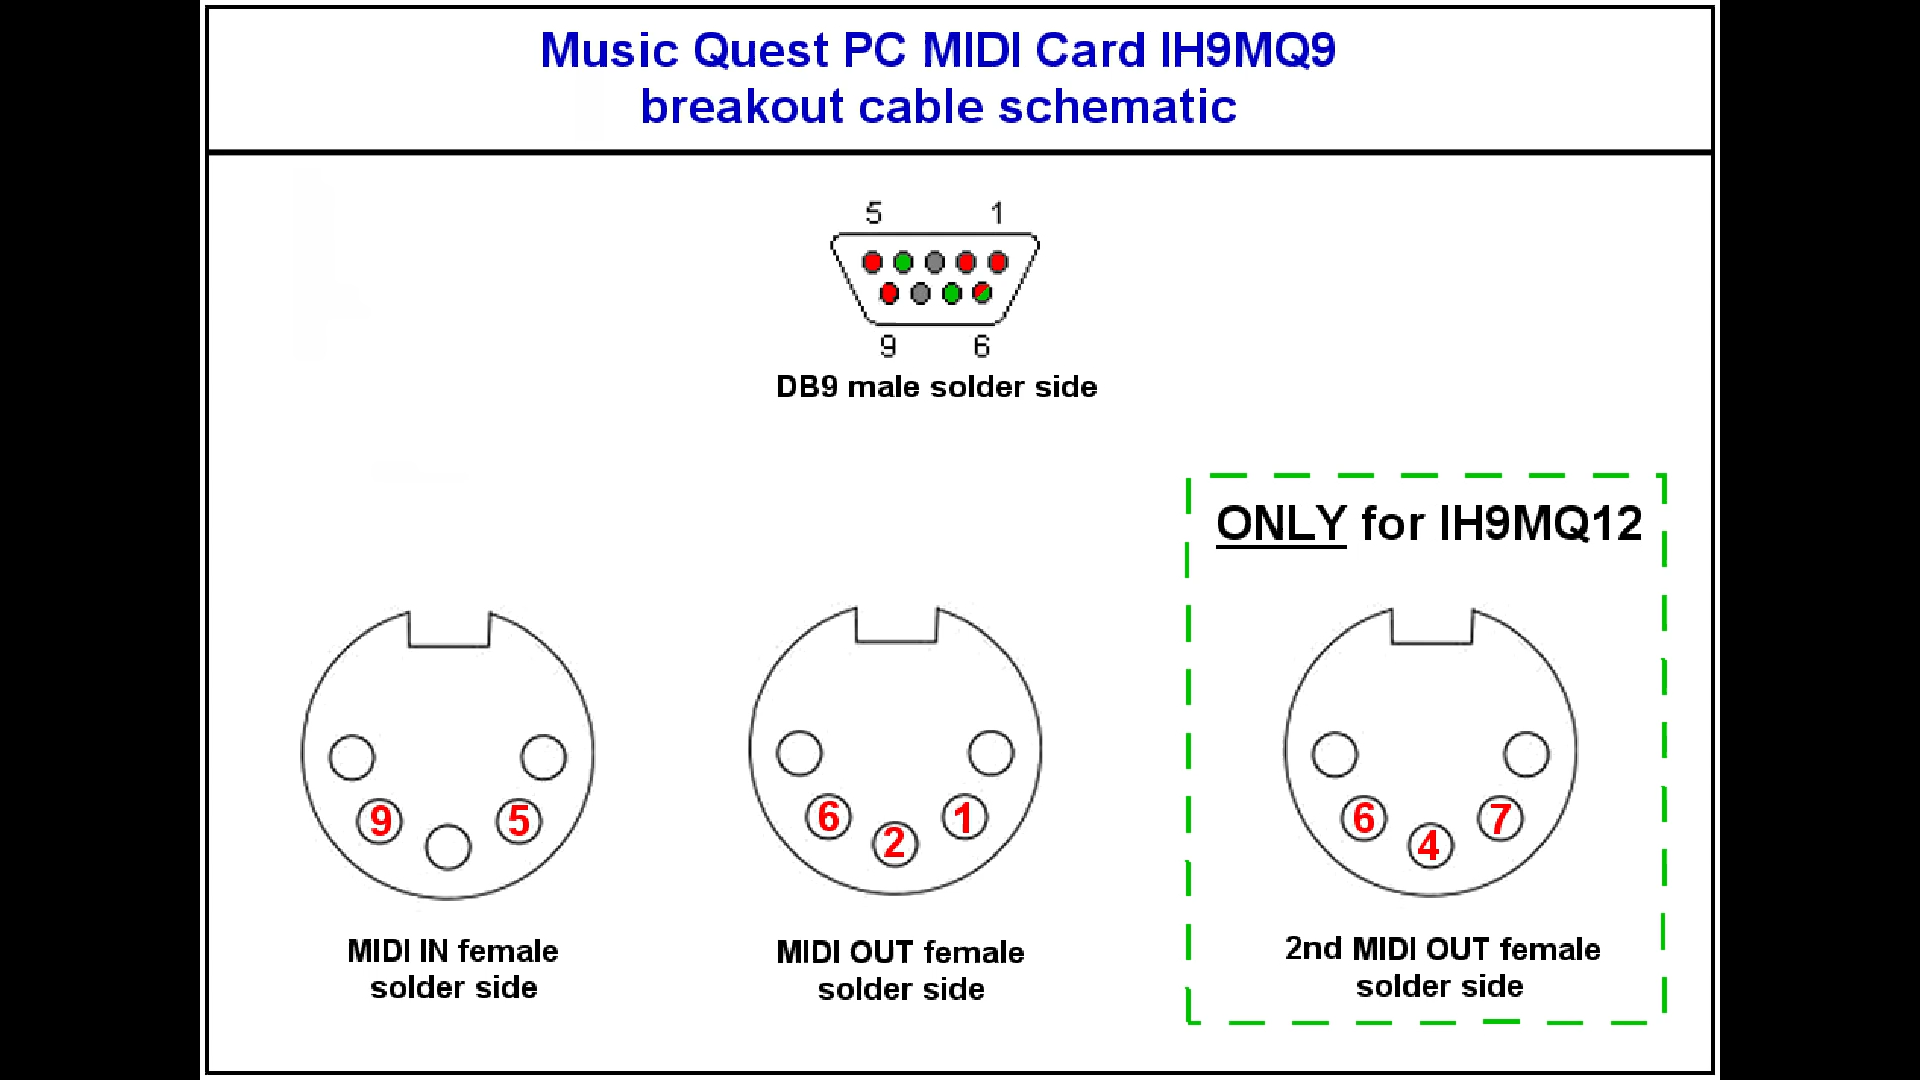 Music Quest PC MIDI Card IH9MQ9
breakout cable schematic
5 1
9 6
DB9 male solder side
ONLY for IH9MQ12
9 5
6 2 1
6 4 7
MIDI IN female
solder side
MIDI OUT female
solder side
2nd MIDI OUT female
solder side